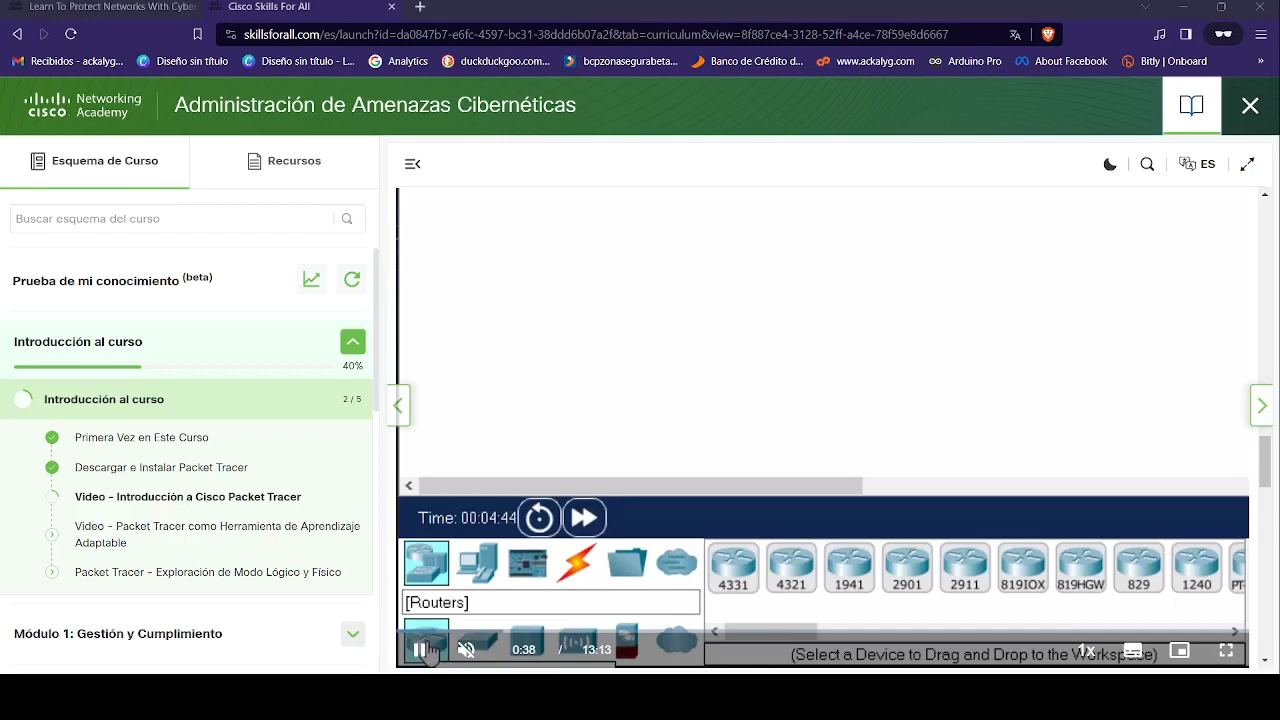 Learn To Protect Networks With Cyber
Cisco Skills For All
skillsforall.com/es/launch?id=da0847b7-e6fc-4597-bc31-38ddd6b07a2f&tab=curriculum&view=8f887ce4-3128-52ff-a4ce-78f59e8d6667
Recibidos - ackalyg... Diseño sin título Diseño sin título - L... Analytics duckduckgoo.com... bcpzonasegurabeta... Banco de Crédito d... www.ackalyg.com Arduino Pro About Facebook Bitly | Onboard »
CISCO Networking Academy
Administración de Amenazas Cibernéticas
Esquema de Curso
Recursos
ES
Buscar esquema del curso
Prueba de mi conocimiento (beta)
Introducción al curso
40%
Introducción al curso
2 / 5
Primera Vez en Este Curso
Descargar e Instalar Packet Tracer
Video - Introducción a Cisco Packet Tracer
Video - Packet Tracer como Herramienta de Aprendizaje
Adaptable
Packet Tracer - Exploración de Modo Lógico y Físico
Módulo 1: Gestión y Cumplimiento
Time: 00:04:44
4331 4321 1941 2901 2911 819IOX 819HGW 829 1240 PT-
[Routers]
0:38 / 13:13
1x
(Select a Device to Drag and Drop to the Workspace)